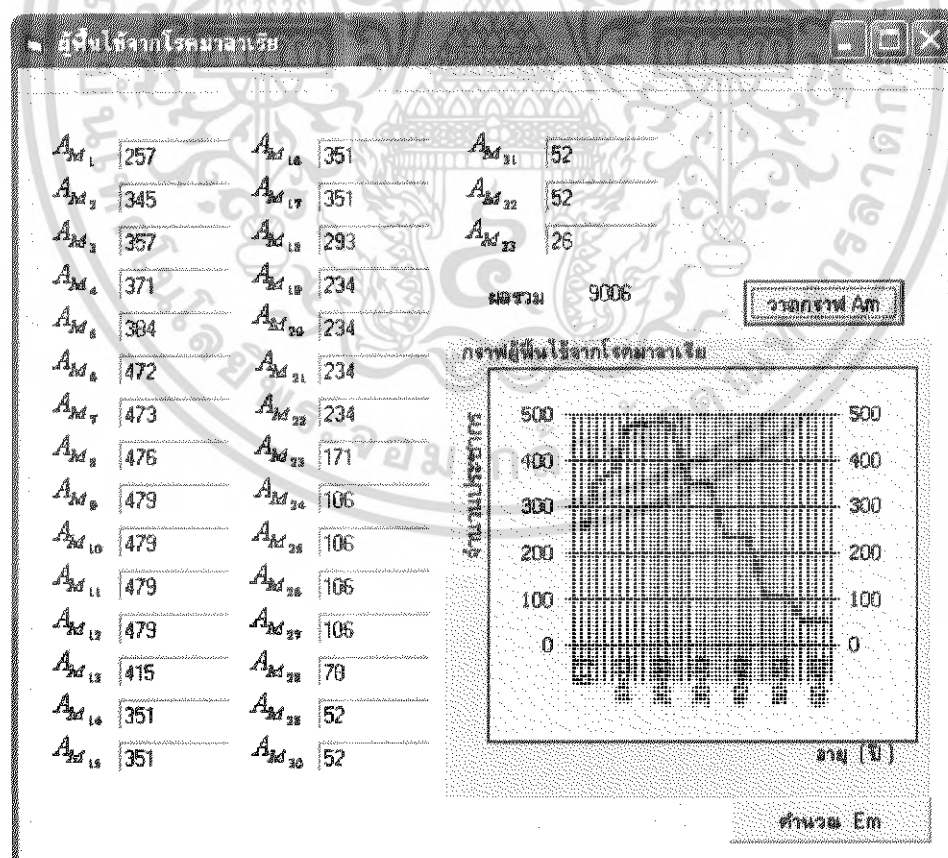 ผู้ฟื้นไข้จากโรคมาลาเรีย
A_M1 257 A_M16 351 A_M31 52
A_M2 345 A_M17 351 A_M32 52
A_M3 357 A_M18 293 A_M33 26
A_M4 371 A_M19 234
ผลรวม 9006 วาดกราฟ Am
A_M5 384 A_M20 234
A_M6 472 A_M21 234
A_M7 473 A_M22 234
A_M8 476 A_M23 171
A_M9 479 A_M24 106
A_M10 479 A_M25 106
A_M11 479 A_M26 106
A_M12 479 A_M27 106
A_M13 415 A_M28 79
A_M14 351 A_M29 52
A_M15 351 A_M30 52
กราฟผู้ฟื้นไข้จากโรคมาลาเรีย
จำนวนประชากร
500 500
400 400
300 300
200 200
100 100
0 0
อายุ (ปี)
คำนวณ Em